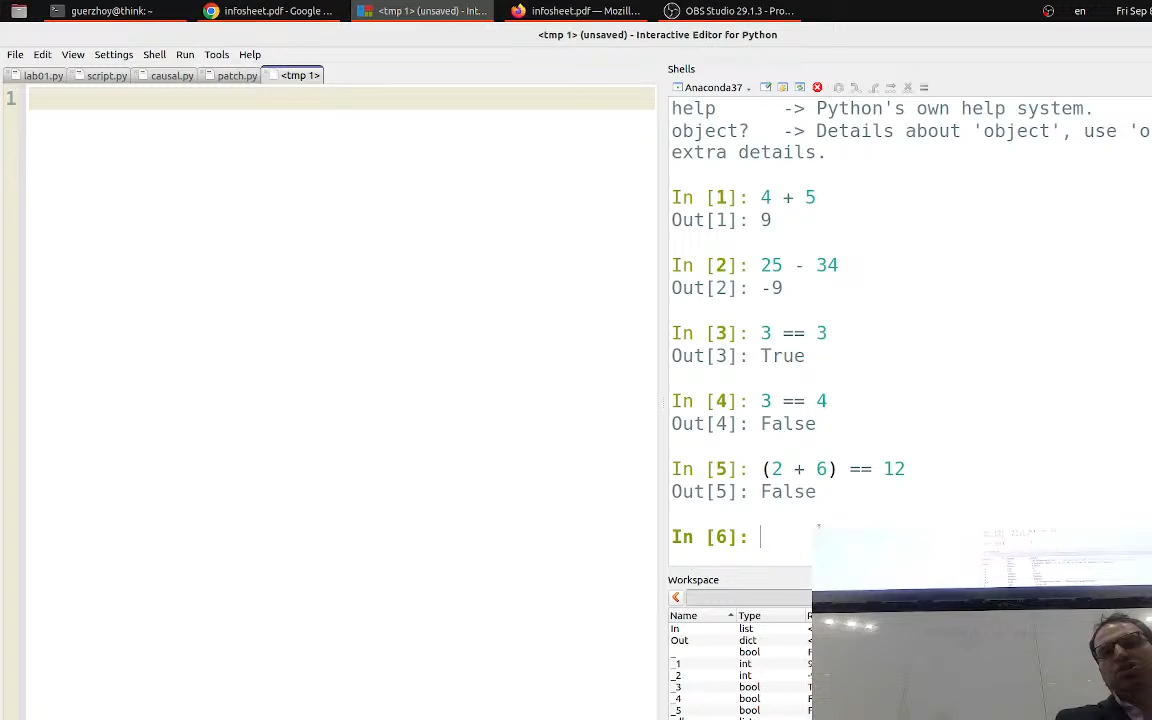 guerzhoy@think: ~
infosheet.pdf - Google ...
<tmp 1> (unsaved) - Int...
infosheet.pdf — Mozill...
OBS Studio 29.1.3 - Pro...
en
Fri Sep
<tmp 1> (unsaved) - Interactive Editor for Python
File Edit View Settings Shell Run Tools Help
lab01.py script.py causal.py patch.py <tmp 1>
1
Shells
Anaconda37
help -> Python's own help system.
object? -> Details about 'object', use 'o
extra details.
In [1]: 4 + 5
Out[1]: 9
In [2]: 25 - 34
Out[2]: -9
In [3]: 3 == 3
Out[3]: True
In [4]: 3 == 4
Out[4]: False
In [5]: (2 + 6) == 12
Out[5]: False
In [6]:
Workspace
Name Type
In list
Out dict
_ bool
_1 int
_2 int
_3 bool
_4 bool
_5 bool